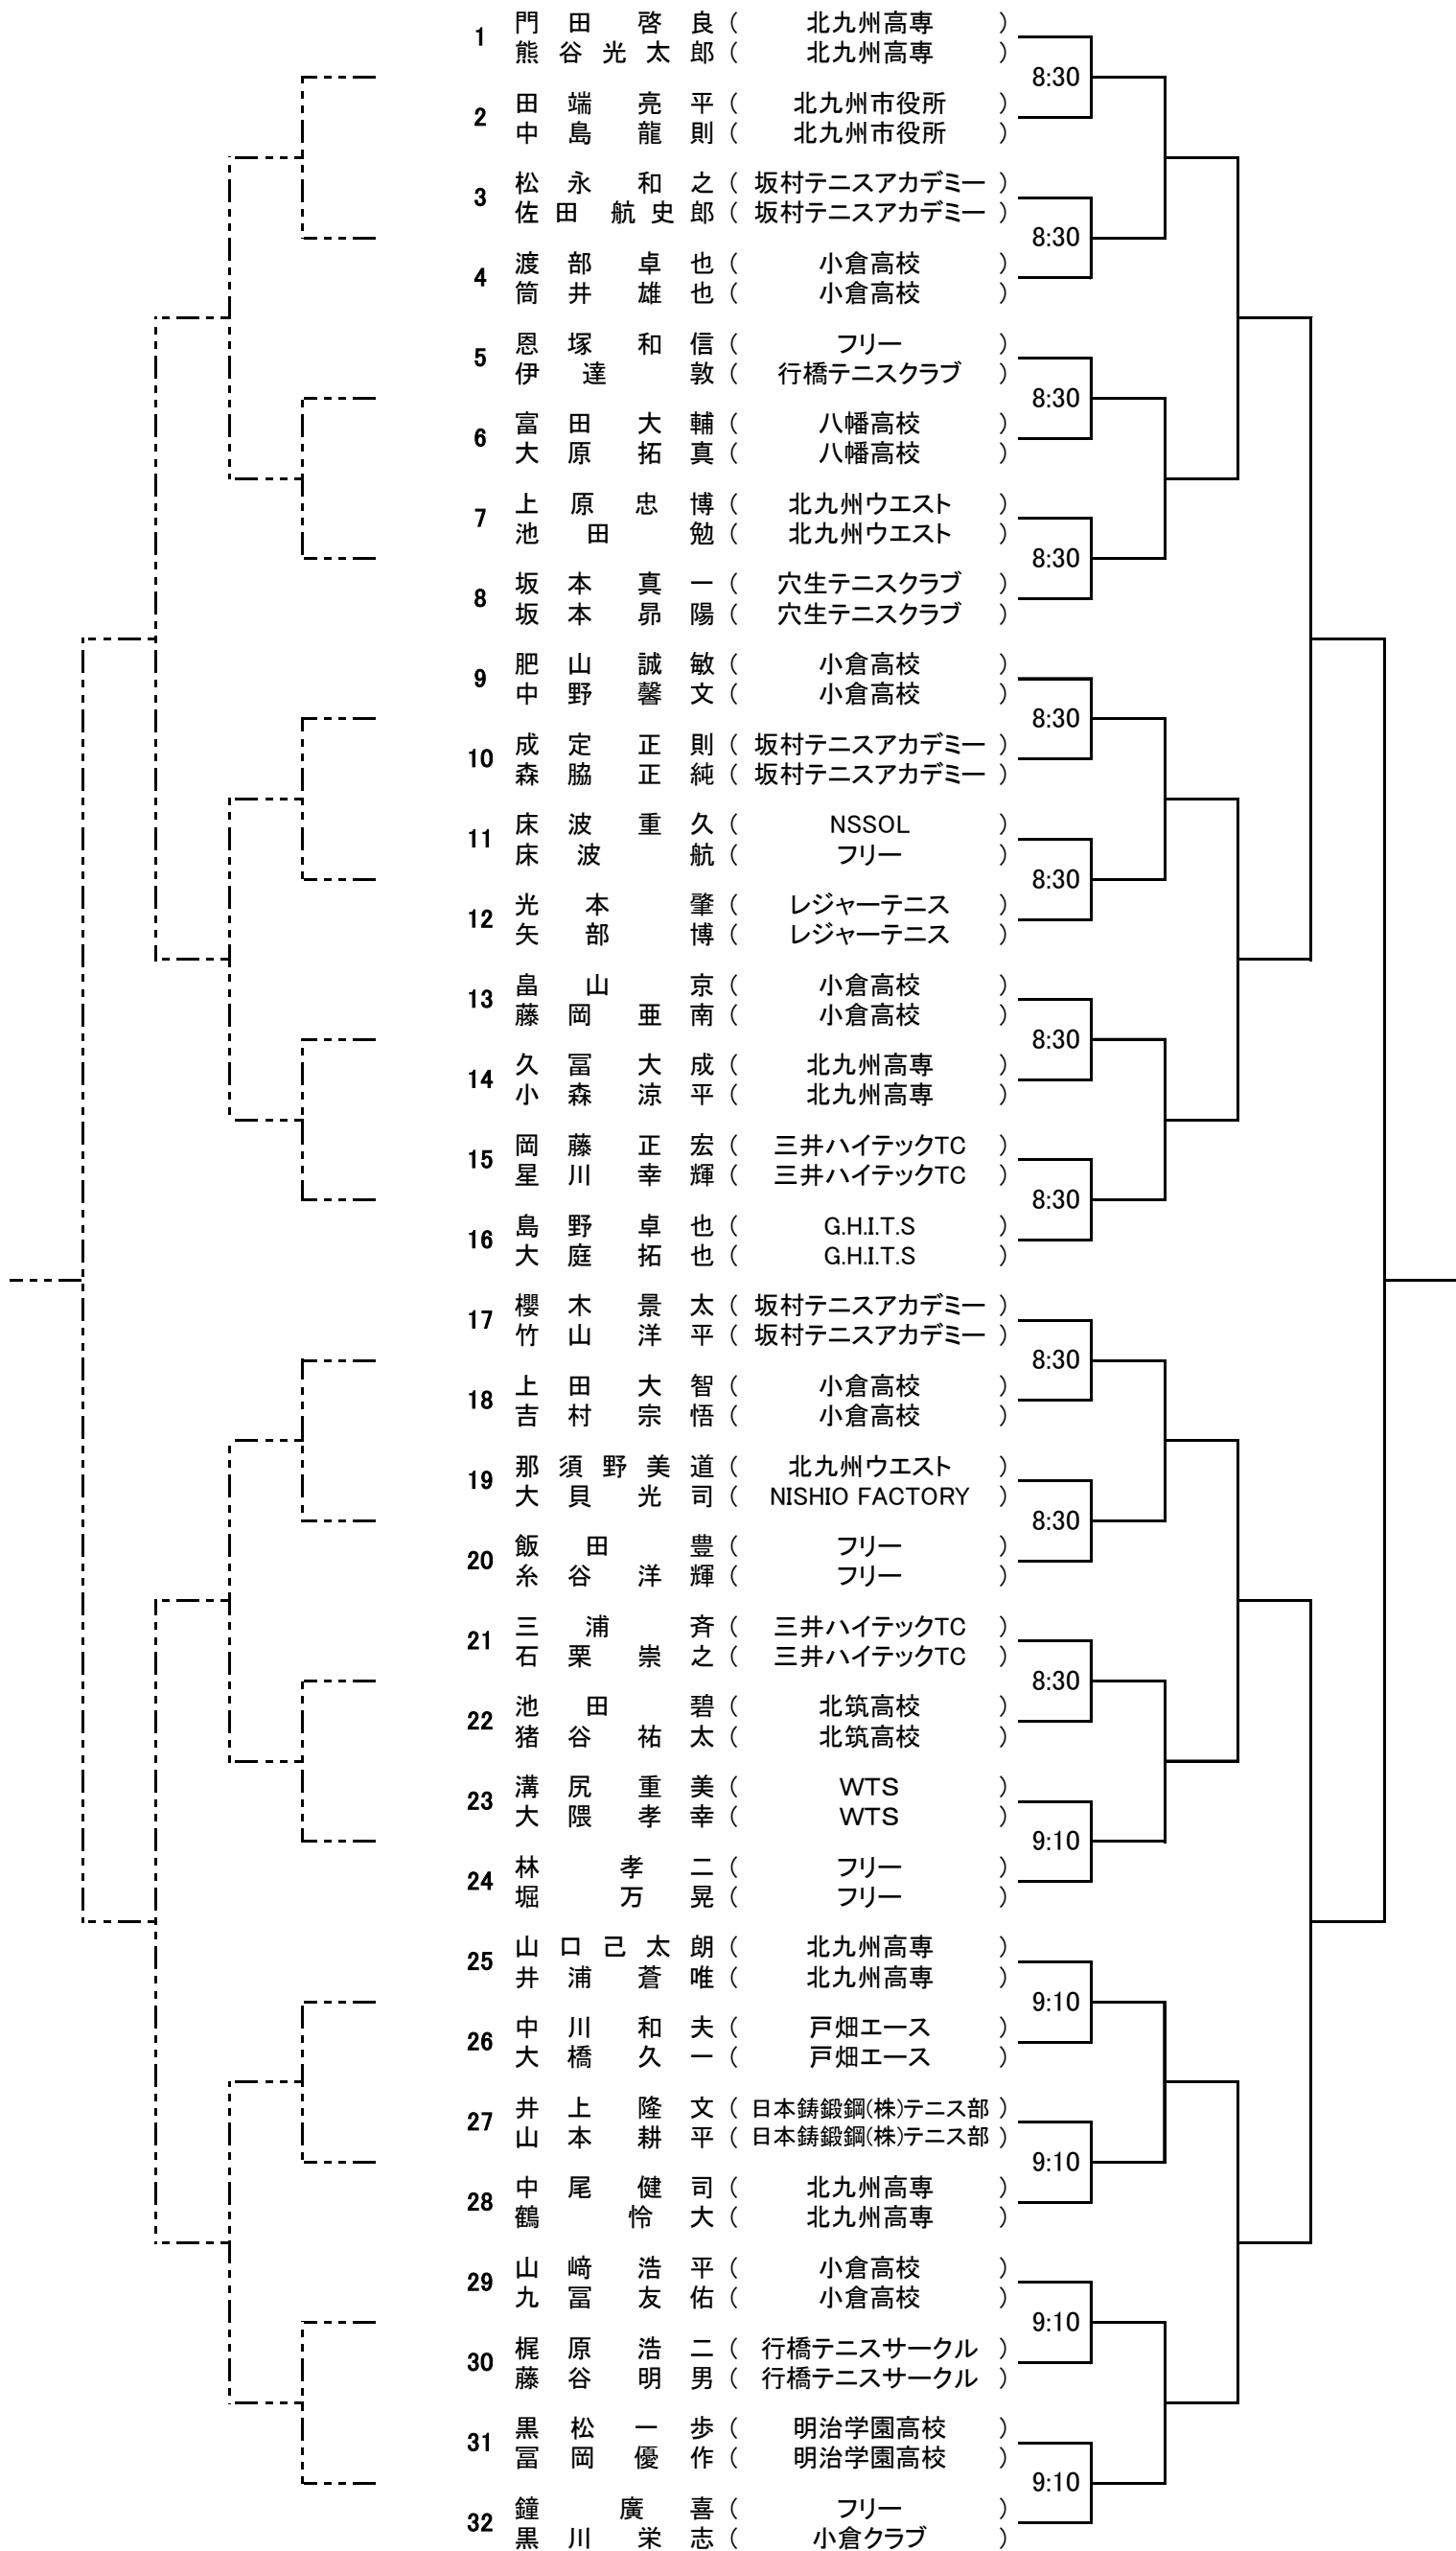 1 門田啓良(北九州高専)
熊谷光太郎(北九州高専)
8:30
2 田端亮平(北九州市役所)
中島龍則(北九州市役所)
3 松永和之(坂村テニスアカデミー)
佐田航史郎(坂村テニスアカデミー)
8:30
4 渡部卓也(小倉高校)
筒井雄也(小倉高校)
5 恩塚和信(フリー)
伊達敦(行橋テニスクラブ)
8:30
6 富田大輔(八幡高校)
大原拓真(八幡高校)
7 上原忠博(北九州ウエスト)
池田勉(北九州ウエスト)
8:30
8 坂本真一(穴生テニスクラブ)
坂本昴陽(穴生テニスクラブ)
9 肥山誠敏(小倉高校)
中野馨文(小倉高校)
8:30
10 成定正則(坂村テニスアカデミー)
森脇正純(坂村テニスアカデミー)
11 床波重久(NSSOL)
床波航(フリー)
8:30
12 光本肇(レジャーテニス)
矢部博(レジャーテニス)
13 畠山京(小倉高校)
藤岡亜南(小倉高校)
8:30
14 久冨大成(北九州高専)
小森涼平(北九州高専)
15 岡藤正宏(三井ハイテックTC)
星川幸輝(三井ハイテックTC)
8:30
16 島野卓也(G.H.I.T.S)
大庭拓也(G.H.I.T.S)
17 櫻木景太(坂村テニスアカデミー)
竹山洋平(坂村テニスアカデミー)
8:30
18 上田大智(小倉高校)
吉村宗悟(小倉高校)
19 那須野美道(北九州ウエスト)
大貝光司(NISHIO FACTORY)
8:30
20 飯田豊(フリー)
糸谷洋輝(フリー)
21 三浦斉(三井ハイテックTC)
石栗崇之(三井ハイテックTC)
8:30
22 池田碧(北筑高校)
猪谷祐太(北筑高校)
23 溝尻重美(WTS)
大隈孝幸(WTS)
9:10
24 林孝二(フリー)
堀万晃(フリー)
25 山口己太朗(北九州高専)
井浦蒼唯(北九州高専)
9:10
26 中川和夫(戸畑エース)
大橋久一(戸畑エース)
27 井上隆文(日本鋳鍛鋼(株)テニス部)
山本耕平(日本鋳鍛鋼(株)テニス部)
9:10
28 中尾健司(北九州高専)
鶴怜大(北九州高専)
29 山﨑浩平(小倉高校)
九冨友佑(小倉高校)
9:10
30 梶原浩二(行橋テニスサークル)
藤谷明男(行橋テニスサークル)
31 黒松一歩(明治学園高校)
冨岡優作(明治学園高校)
9:10
32 鐘廣喜(フリー)
黒川栄志(小倉クラブ)